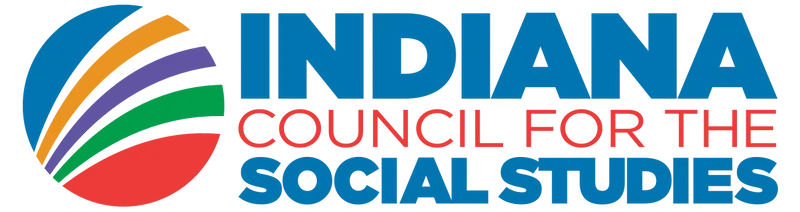 INDIANA
COUNCIL FOR THE
SOCIAL STUDIES